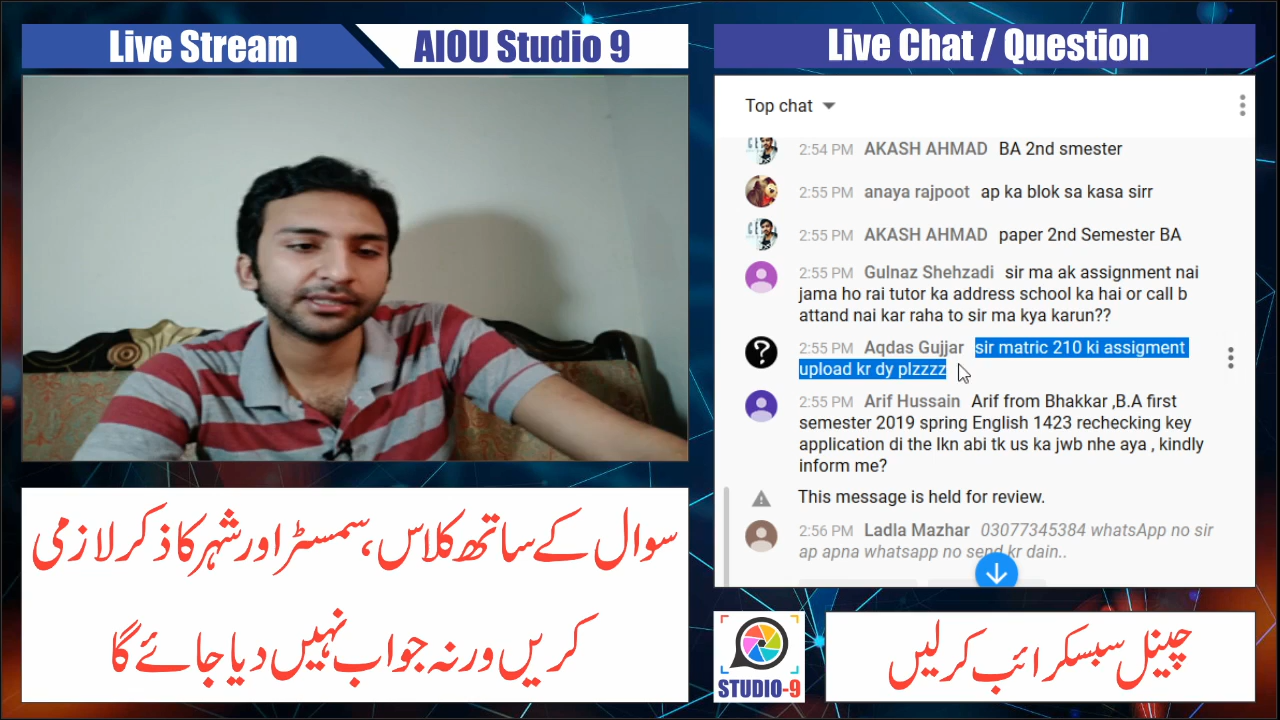 Live Stream
AIOU Studio 9
Live Chat / Question
Top chat
2:54 PM AKASH AHMAD BA 2nd smester
2:55 PM anaya rajpoot ap ka blok sa kasa sirr
2:55 PM AKASH AHMAD paper 2nd Semester BA
2:55 PM Gulnaz Shehzadi sir ma ak assignment nai
jama ho rai tutor ka address school ka hai or call b
attand nai kar raha to sir ma kya karun??
2:55 PM Aqdas Gujjar sir matric 210 ki assigment
upload kr dy plzzzz
2:55 PM Arif Hussain Arif from Bhakkar ,B.A first
semester 2019 spring English 1423 rechecking key
application di the lkn abi tk us ka jwb nhe aya , kindly
inform me?
This message is held for review.
2:56 PM Ladla Mazhar 03077345384 whatsApp no sir
ap apna whatsapp no send kr dain..
سوال کے ساتھ کلاس، سمسٹر اور شہر کا ذکر لازمی
کریں ورنہ جواب نہیں دیا جائے گا
STUDIO-9
چینل سبسکرائب کرلیں